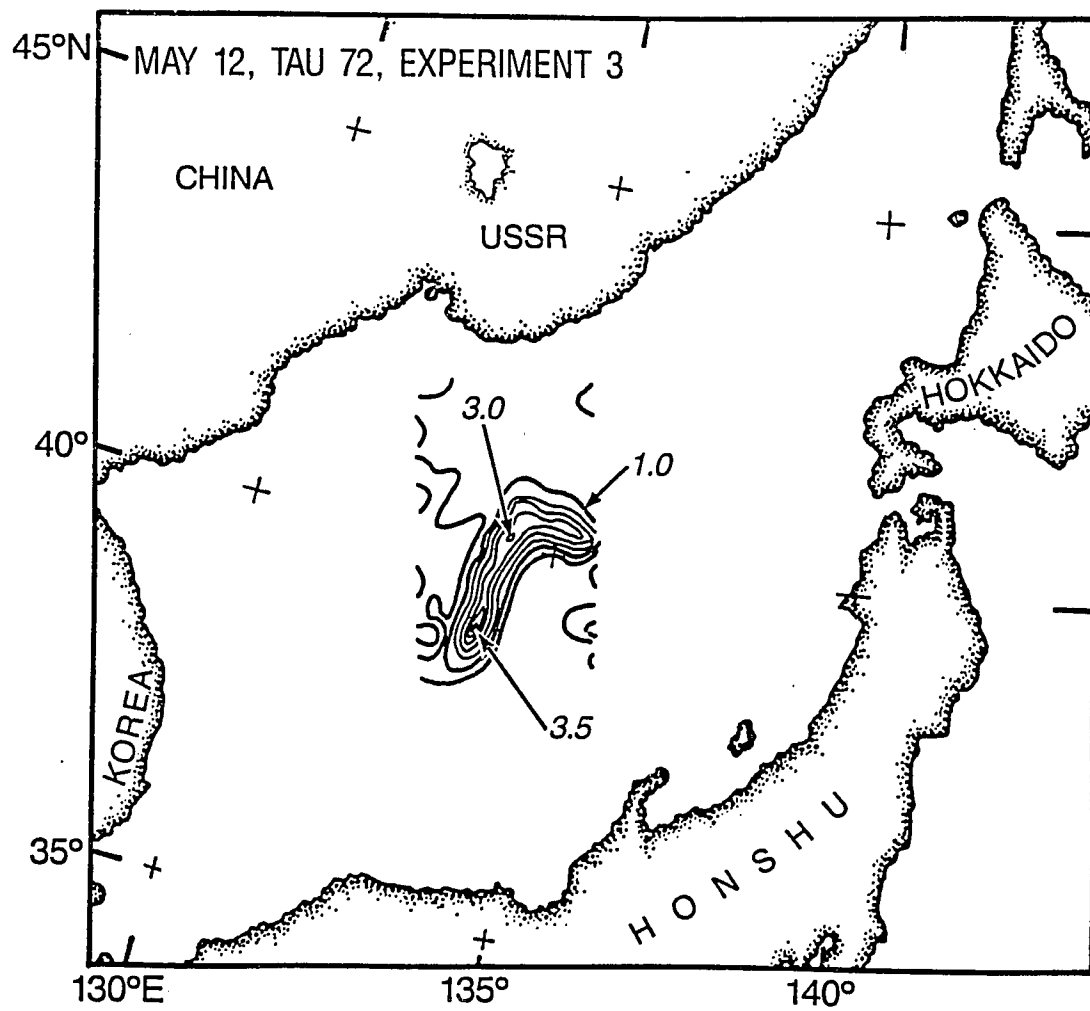 45°N
MAY 12, TAU 72, EXPERIMENT 3
CHINA
USSR
HOKKAIDO
3.0
40°
1.0
KOREA
3.5
HONSHU
35°
130°E
135°
140°